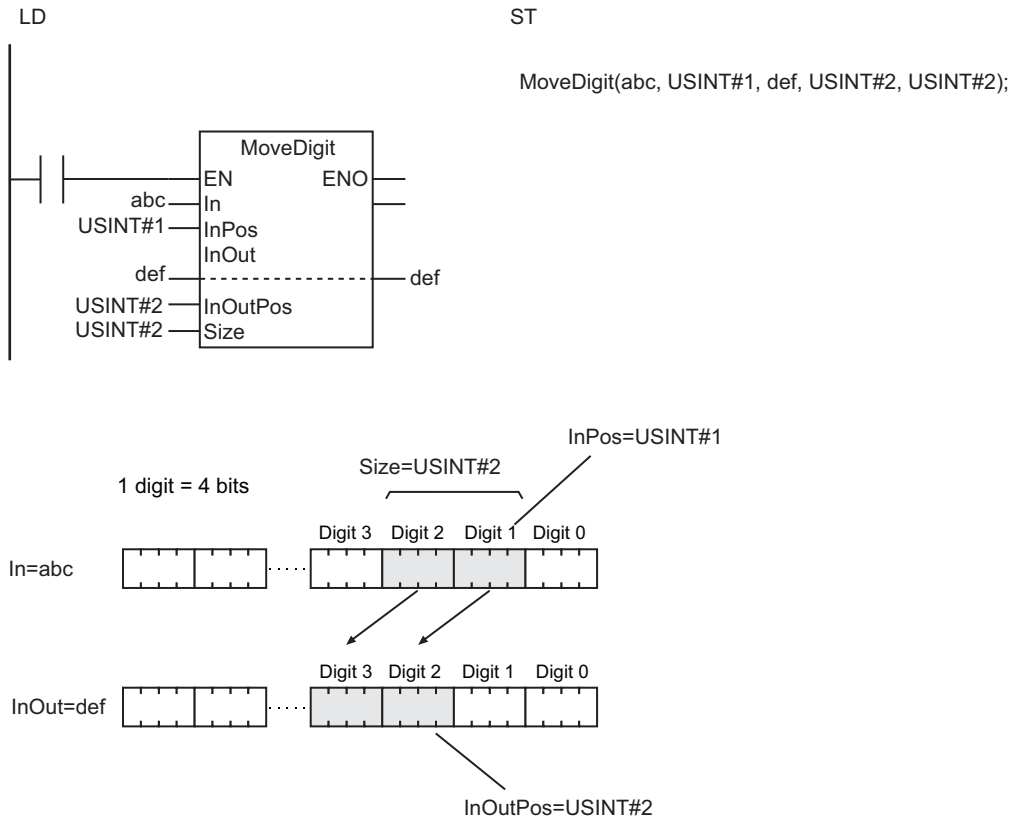 LD
ST
MoveDigit(abc, USINT#1, def, USINT#2, USINT#2);
MoveDigit
EN ENO
abc In
USINT#1 InPos
InOut
def def
USINT#2 InOutPos
USINT#2 Size
InPos=USINT#1
Size=USINT#2
1 digit = 4 bits
Digit 3 Digit 2 Digit 1 Digit 0
In=abc
Digit 3 Digit 2 Digit 1 Digit 0
InOut=def
InOutPos=USINT#2